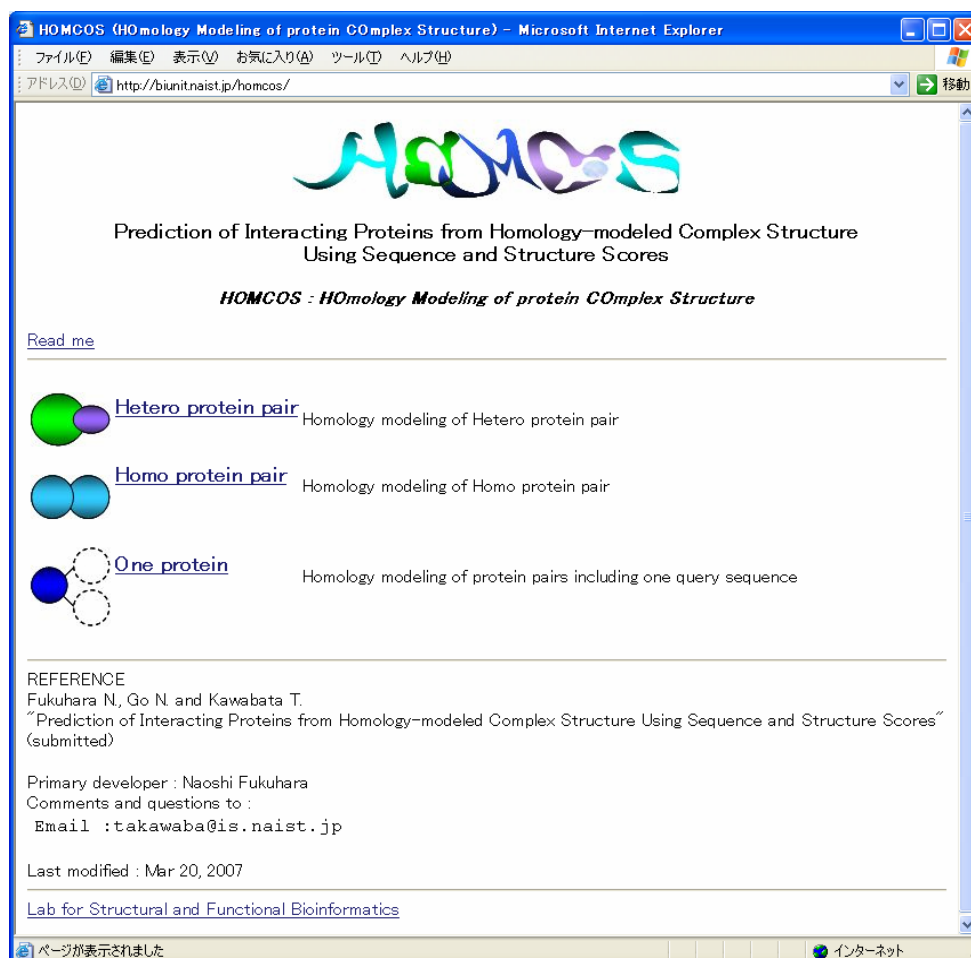 HOMCOS (HOmology Modeling of protein COmplex Structure) - Microsoft Internet Explorer
ファイル(F) 編集(E) 表示(V) お気に入り(A) ツール(T) ヘルプ(H)
アドレス(D) http://biunit.naist.jp/homcos/ 移動
HOMCOS
Prediction of Interacting Proteins from Homology-modeled Complex Structure
Using Sequence and Structure Scores
HOMCOS : HOmology Modeling of protein COmplex Structure
Read me
Hetero protein pair Homology modeling of Hetero protein pair
Homo protein pair Homology modeling of Homo protein pair
One protein Homology modeling of protein pairs including one query sequence
REFERENCE
Fukuhara N., Go N. and Kawabata T.
"Prediction of Interacting Proteins from Homology-modeled Complex Structure Using Sequence and Structure Scores"
(submitted)
Primary developer : Naoshi Fukuhara
Comments and questions to :
Email :takawaba@is.naist.jp
Last modified : Mar 20, 2007
Lab for Structural and Functional Bioinformatics
ページが表示されました インターネット